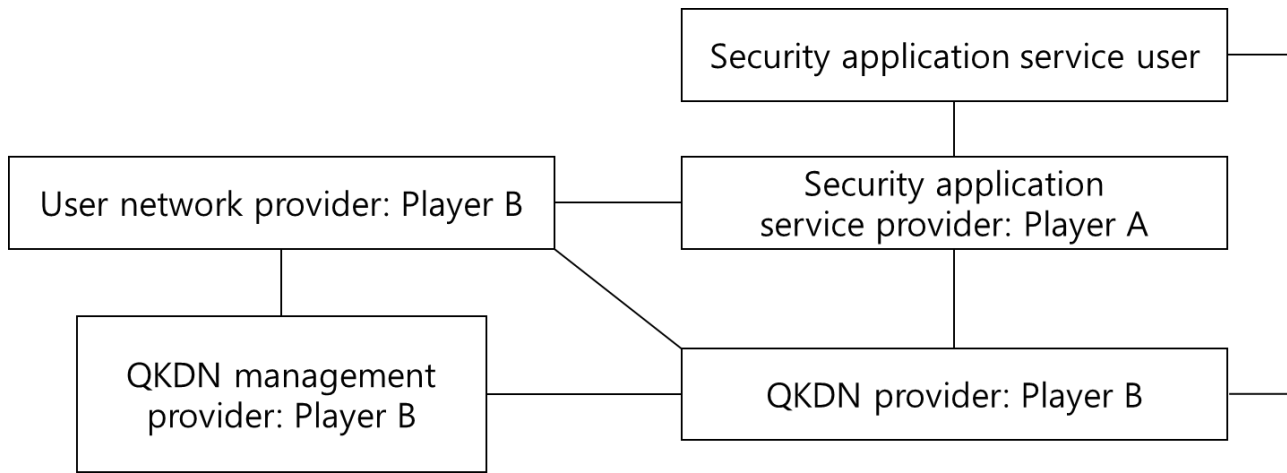 Security application service user
User network provider: Player B
Security application
service provider: Player A
QKDN management
provider: Player B
QKDN provider: Player B